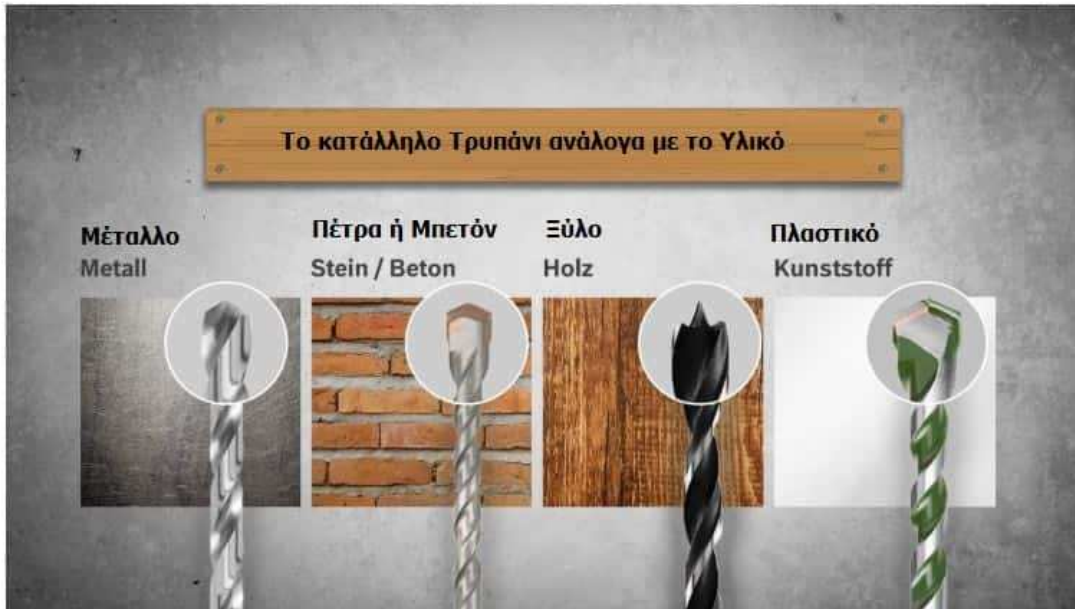 Το κατάλληλο Τρυπάνι ανάλογα με το Υλικό
Μέταλλο
Metall
Πέτρα ή Μπετόν
Stein / Beton
Ξύλο
Holz
Πλαστικό
Kunststoff